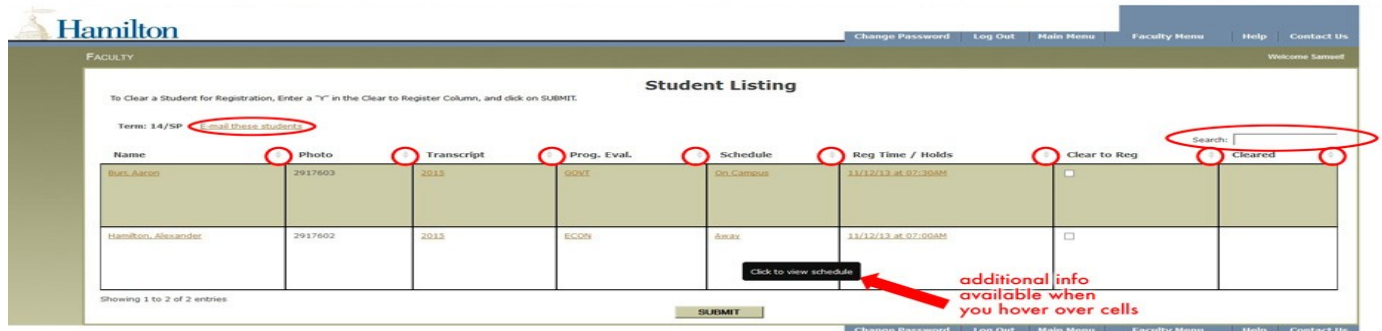 Hamilton
Change Password Log Out Main Menu Faculty Menu Help Contact Us
FACULTY Welcome Samuelf
Student Listing
To Clear a Student for Registration, Enter a "Y" in the Clear to Register Column, and click on SUBMIT.
Term: 14/SP E-mail these students
Search:
Name Photo Transcript Prog. Eval. Schedule Reg Time / Holds Clear to Reg Cleared
Burr, Aaron 2917603 2015 GOVT On Campus 11/12/13 at 07:30AM
Hamilton, Alexander 2917602 2015 ECON Away 11/12/13 at 07:00AM
Click to view schedule
additional info
available when
you hover over cells
Showing 1 to 2 of 2 entries
SUBMIT
Change Password Log Out Main Menu Faculty Menu Help Contact Us